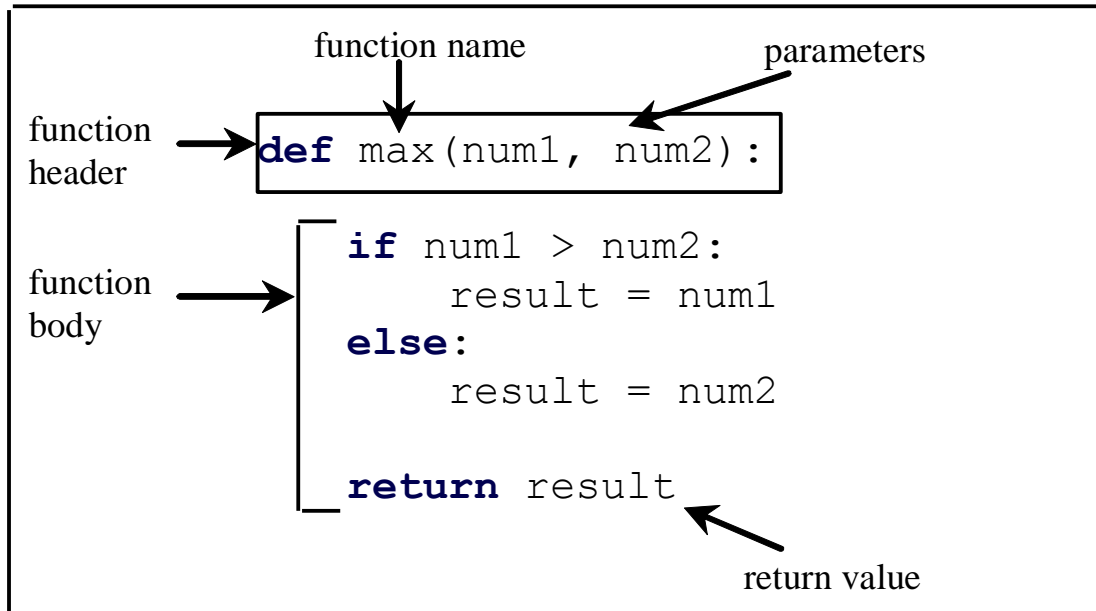 function name
parameters
function
header
def max(num1, num2):
function
body
if num1 > num2:
result = num1
else:
result = num2
return result
return value